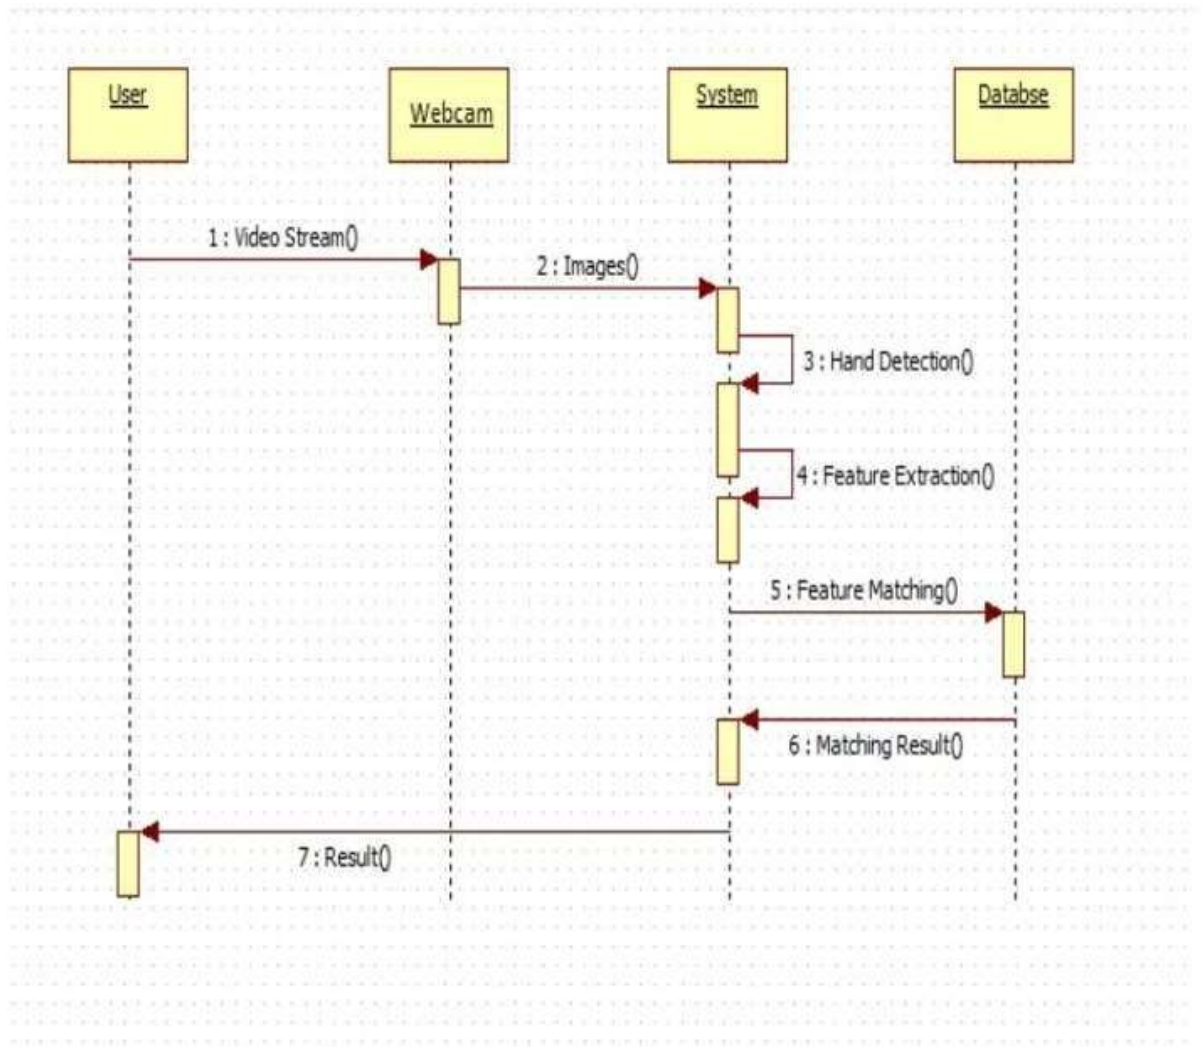 User
Webcam
System
Databse
1 : Video Stream()
2 : Images()
3 : Hand Detection()
4 : Feature Extraction()
5 : Feature Matching()
6 : Matching Result()
7 : Result()